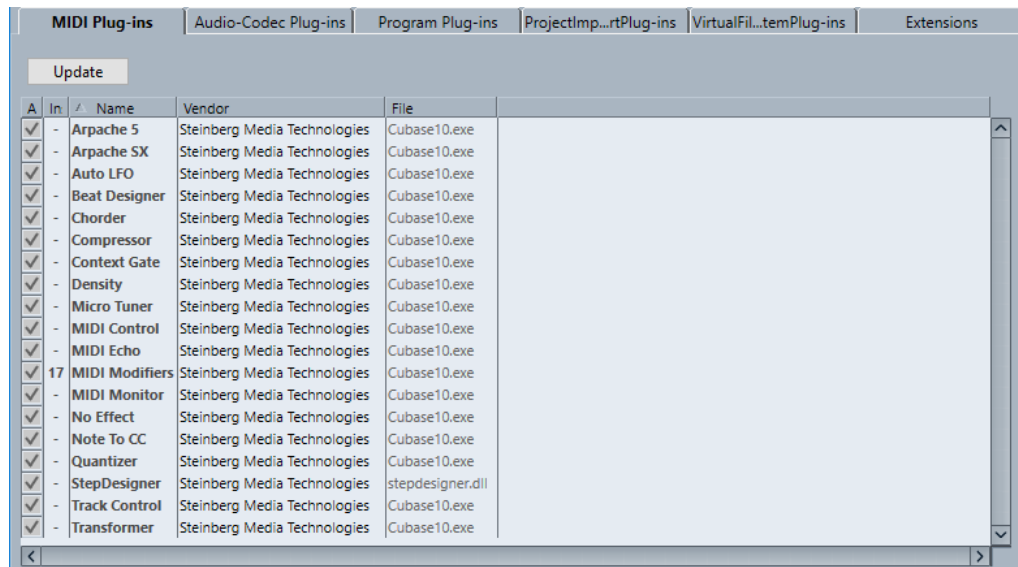 MIDI Plug-ins Audio-Codec Plug-ins Program Plug-ins ProjectImp...rtPlug-ins VirtualFil...temPlug-ins Extensions
Update
A In Name Vendor File
- Arpache 5 Steinberg Media Technologies Cubase10.exe
- Arpache SX Steinberg Media Technologies Cubase10.exe
- Auto LFO Steinberg Media Technologies Cubase10.exe
- Beat Designer Steinberg Media Technologies Cubase10.exe
- Chorder Steinberg Media Technologies Cubase10.exe
- Compressor Steinberg Media Technologies Cubase10.exe
- Context Gate Steinberg Media Technologies Cubase10.exe
- Density Steinberg Media Technologies Cubase10.exe
- Micro Tuner Steinberg Media Technologies Cubase10.exe
- MIDI Control Steinberg Media Technologies Cubase10.exe
- MIDI Echo Steinberg Media Technologies Cubase10.exe
17 MIDI Modifiers Steinberg Media Technologies Cubase10.exe
- MIDI Monitor Steinberg Media Technologies Cubase10.exe
- No Effect Steinberg Media Technologies Cubase10.exe
- Note To CC Steinberg Media Technologies Cubase10.exe
- Quantizer Steinberg Media Technologies Cubase10.exe
- StepDesigner Steinberg Media Technologies stepdesigner.dll
- Track Control Steinberg Media Technologies Cubase10.exe
- Transformer Steinberg Media Technologies Cubase10.exe